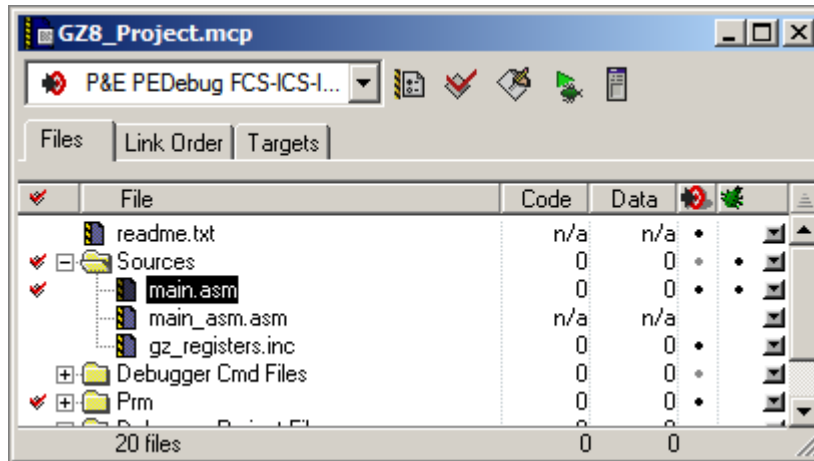 GZ8_Project.mcp
P&E PEDebug FCS-ICS-I...
Files Link Order Targets
File Code Data
readme.txt n/a n/a
Sources 0 0
main.asm 0 0
main_asm.asm n/a n/a
gz_registers.inc 0 0
Debugger Cmd Files 0 0
Prm 0 0
20 files 0 0